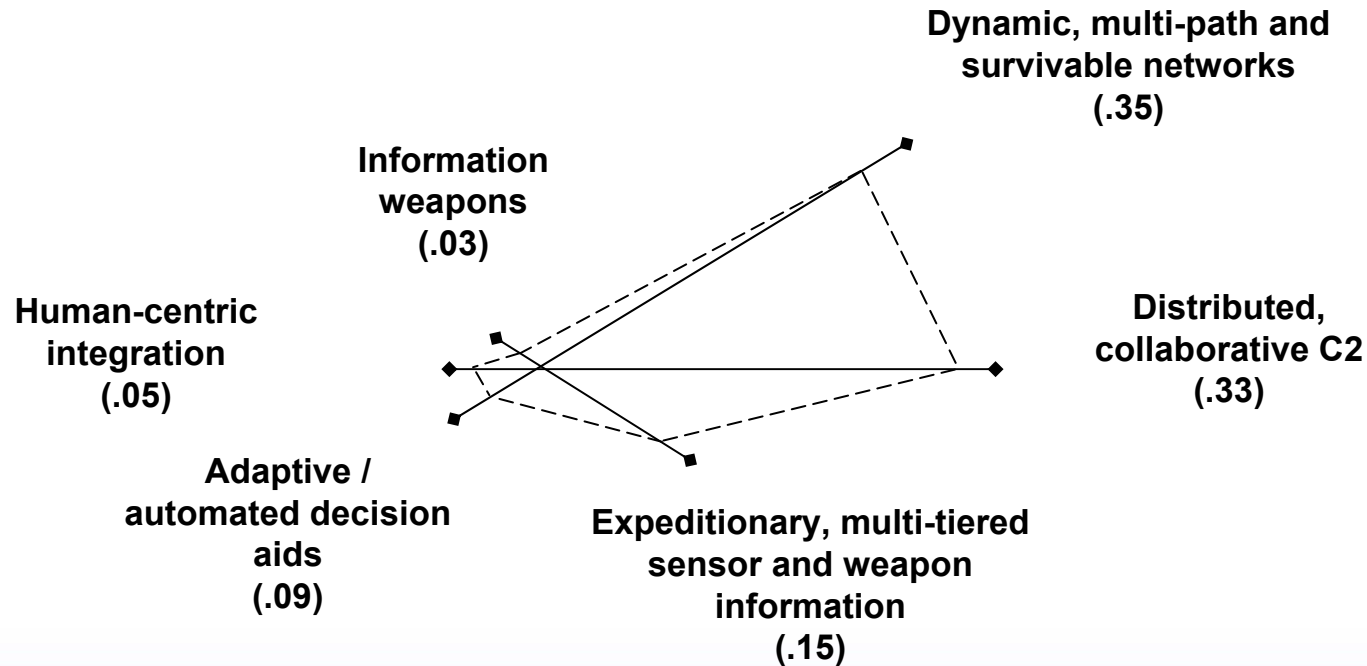 Dynamic, multi-path and
survivable networks
(.35)
Information
weapons
(.03)
Human-centric
integration
(.05)
Distributed,
collaborative C2
(.33)
Adaptive /
automated decision
aids
(.09)
Expeditionary, multi-tiered
sensor and weapon
information
(.15)